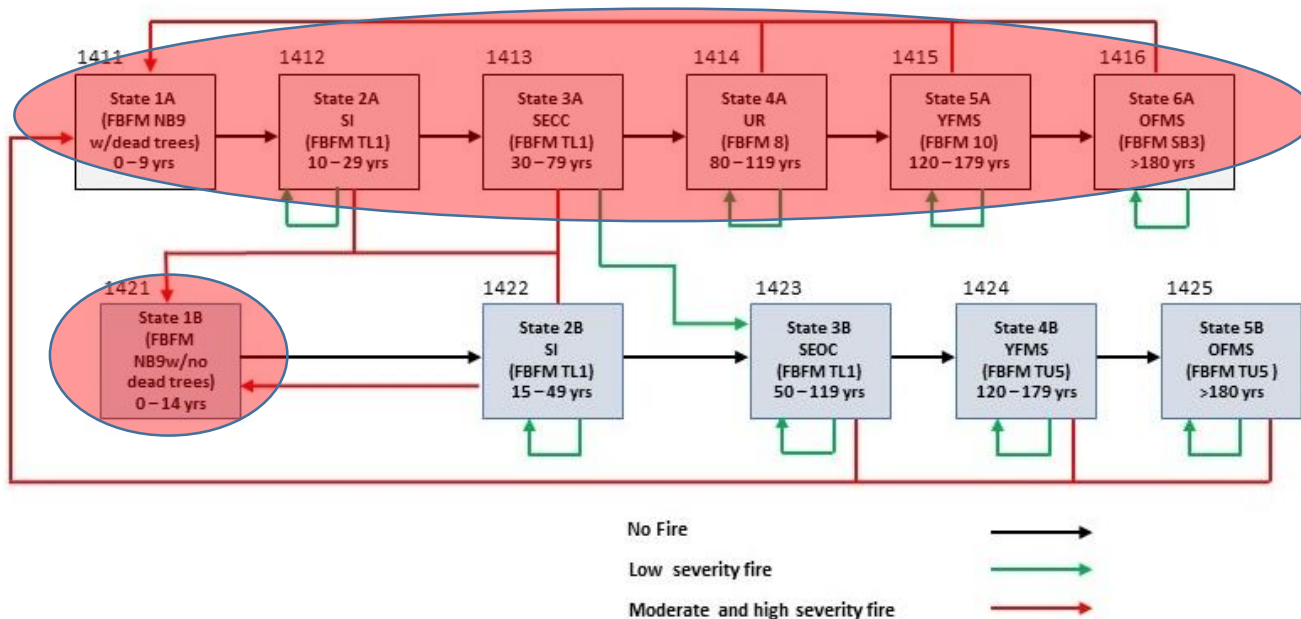 1411
1412
1413
1414
1415
1416
State 1A
(FBFM NB9
w/dead trees)
0 – 9 yrs
State 2A
SI
(FBFM TL1)
10 – 29 yrs
State 3A
SECC
(FBFM TL1)
30 – 79 yrs
State 4A
UR
(FBFM 8)
80 – 119 yrs
State 5A
YFMS
(FBFM 10)
120 – 179 yrs
State 6A
OFMS
(FBFM SB3)
>180 yrs
1421
1422
1423
1424
1425
State 1B
(FBFM
NB9w/no
dead trees)
0 – 14 yrs
State 2B
SI
(FBFM TL1)
15 – 49 yrs
State 3B
SEOC
(FBFM TL1)
50 – 119 yrs
State 4B
YFMS
(FBFM TU5)
120 – 179 yrs
State 5B
OFMS
(FBFM TU5 )
>180 yrs
No Fire
Low severity fire
Moderate and high severity fire